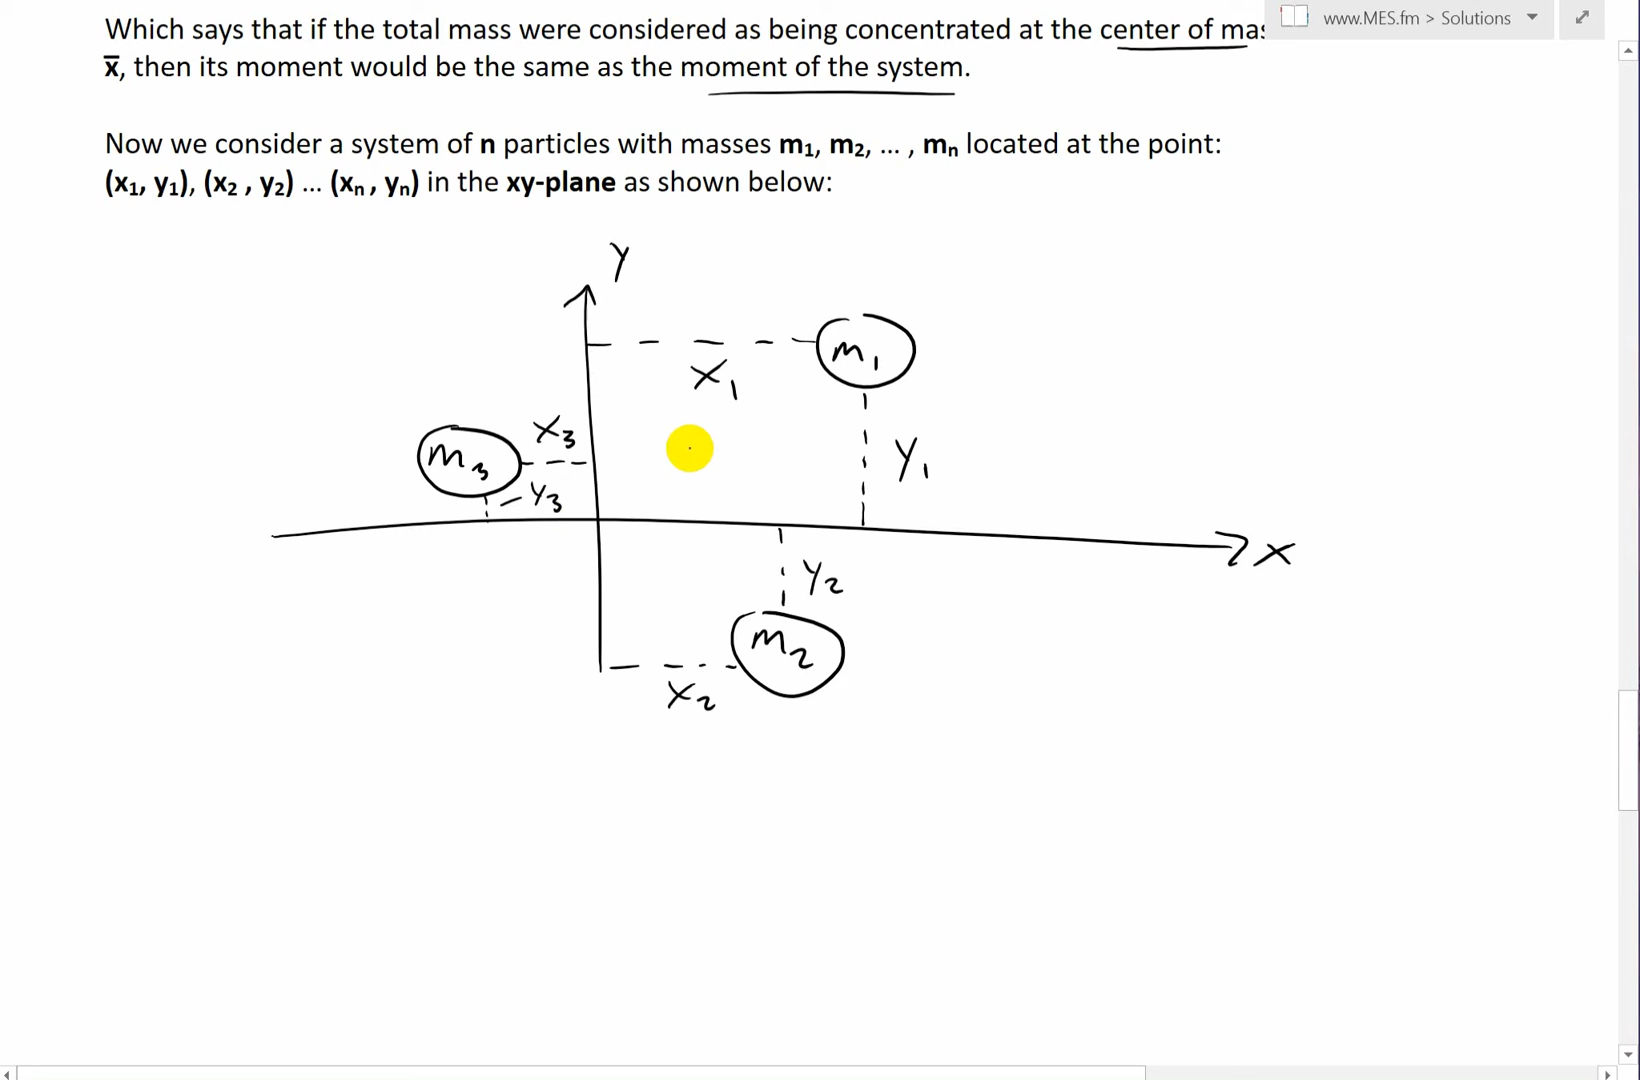 www.MES.fm > Solutions
Which says that if the total mass were considered as being concentrated at the center of mas
x̅, then its moment would be the same as the moment of the system.
Now we consider a system of n particles with masses m₁, m₂, ... , mₙ located at the point:
(x₁, y₁), (x₂ , y₂) ... (xₙ , yₙ) in the xy-plane as shown below:
Y
m₁
X₁
X₃
m₃
Y₁
Y₃
X
Y₂
m₂
X₂